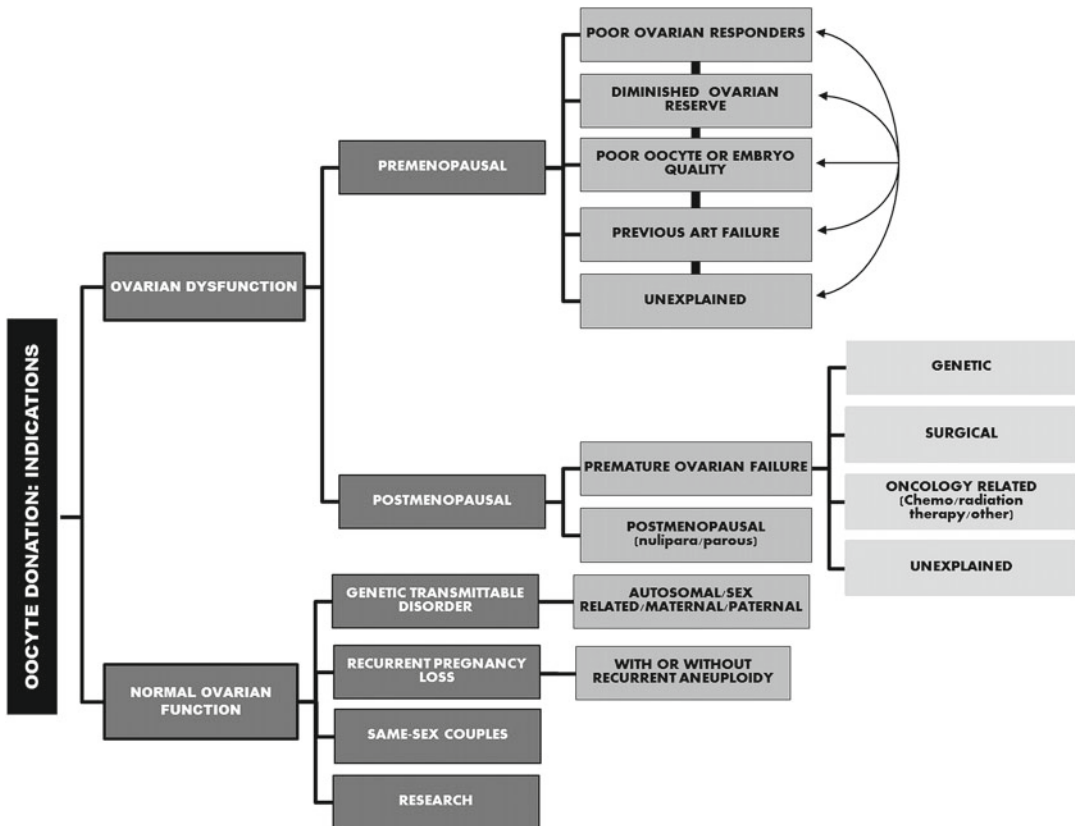 OOCYTE DONATION: INDICATIONS
OVARIAN DYSFUNCTION
PREMENOPAUSAL
POOR OVARIAN RESPONDERS
DIMINISHED OVARIAN
RESERVE
POOR OOCYTE OR EMBRYO
QUALITY
PREVIOUS ART FAILURE
UNEXPLAINED
POSTMENOPAUSAL
PREMATURE OVARIAN FAILURE
GENETIC
SURGICAL
ONCOLOGY RELATED
(Chemo/radiation
therapy/other)
UNEXPLAINED
POSTMENOPAUSAL
(nulipara/parous)
NORMAL OVARIAN
FUNCTION
GENETIC TRANSMITTABLE
DISORDER
AUTOSOMAL/SEX
RELATED/MATERNAL/PATERNAL
RECURRENT PREGNANCY
LOSS
WITH OR WITHOUT
RECURRENT ANEUPLOIDY
SAME-SEX COUPLES
RESEARCH